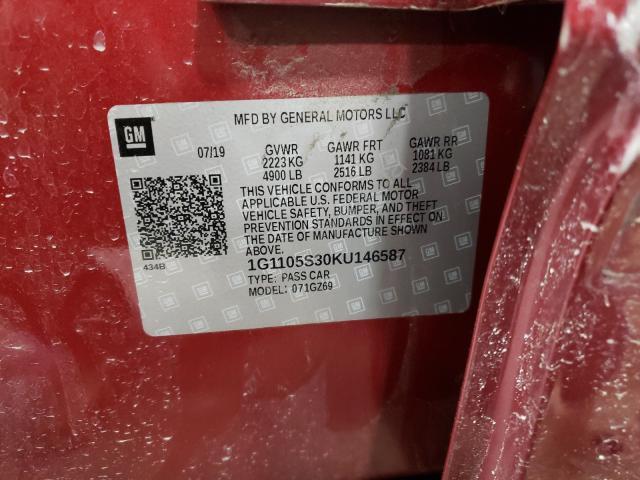 MFD BY GENERAL MOTORS LLC
GM
07/19 GVWR GAWR FRT GAWR RR
2223 KG 1141 KG 1081 KG
4900 LB 2516 LB 2384 LB
THIS VEHICLE CONFORMS TO ALL
APPLICABLE U.S. FEDERAL MOTOR
VEHICLE SAFETY, BUMPER, AND THEFT
PREVENTION STANDARDS IN EFFECT ON
THE DATE OF MANUFACTURE SHOWN
ABOVE.
434B
1G1105S30KU146587
TYPE: PASS CAR
MODEL: 071GZ69